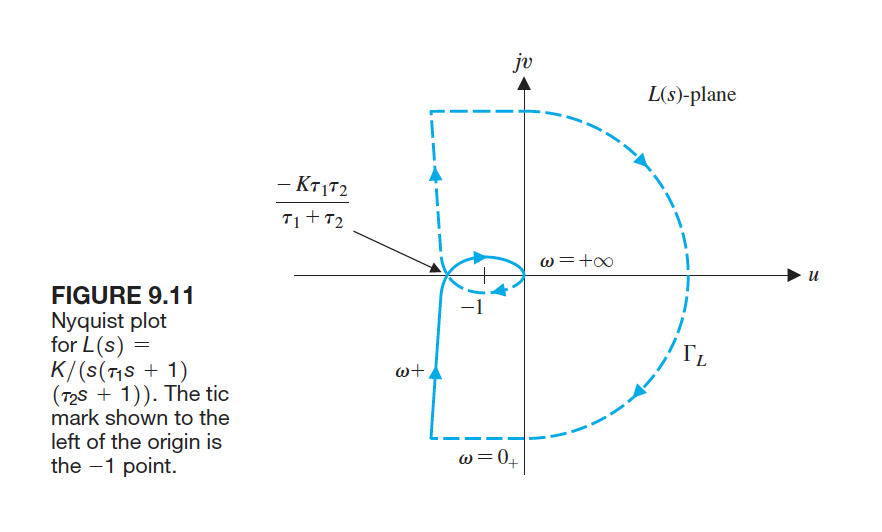 jv
L(s)-plane
−Kτ₁τ₂
τ₁ + τ₂
ω = +∞
u
−1
ω+
Γ_L
ω = 0₊
FIGURE 9.11
Nyquist plot
for L(s) =
K/(s(τ₁s + 1)
(τ₂s + 1)). The tic
mark shown to the
left of the origin is
the −1 point.